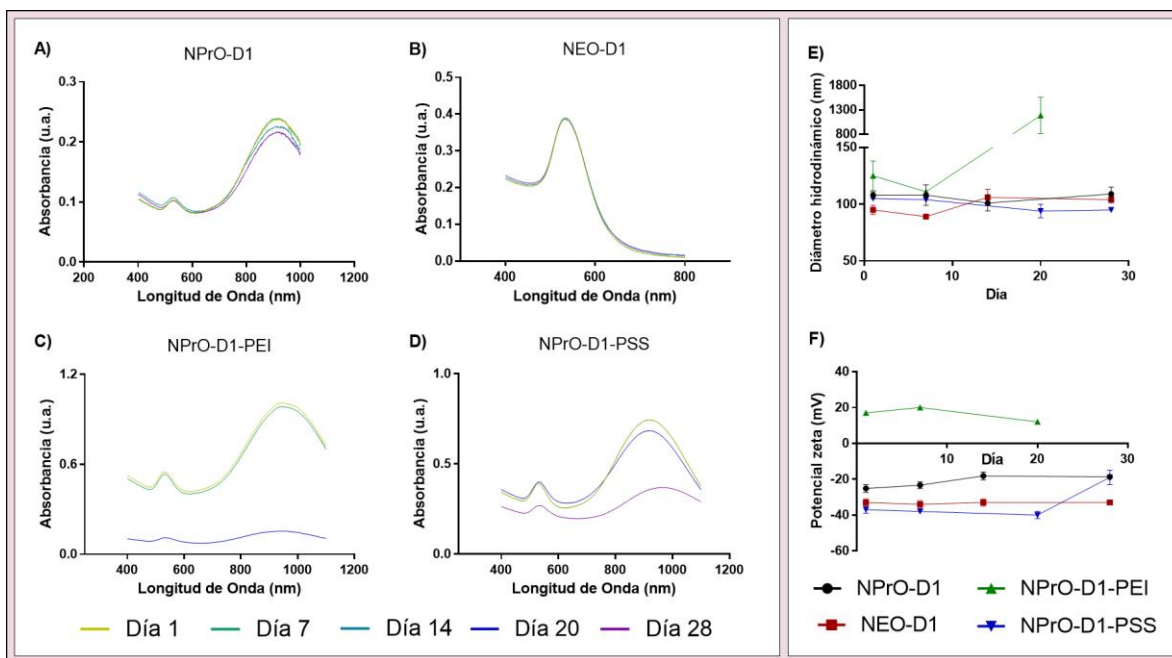 A)
NPrO-D1
Absorbancia (u.a.)
0.3
0.2
0.1
0.0
200 400 600 800 1000 1200
Longitud de Onda (nm)
B)
NEO-D1
Absorbancia (u.a.)
0.5
0.4
0.3
0.2
0.1
0.0
400 600 800
Longitud de Onda (nm)
C)
NPrO-D1-PEI
Absorbancia (u.a.)
1.2
0.6
0.0
400 600 800 1000 1200
Longitud de Onda (nm)
D)
NPrO-D1-PSS
Absorbancia (u.a.)
1.0
0.5
0.0
400 600 800 1000 1200
Longitud de Onda (nm)
Día 1 Día 7 Día 14 Día 20 Día 28
E)
Diámetro hidrodinámico (nm)
1800
1300
800
150
100
50
0 10 20 30
Día
F)
Potencial zeta (mV)
40
20
0
-20
-40
-60
Día
10 20 30
NPrO-D1 NPrO-D1-PEI
NEO-D1 NPrO-D1-PSS